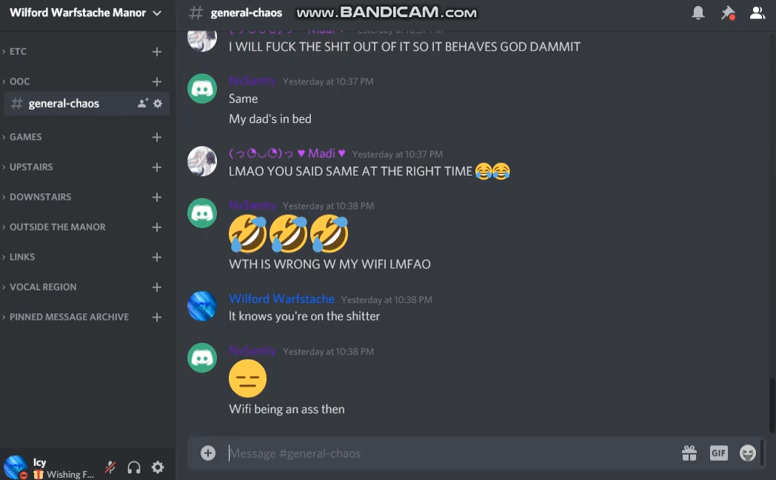 Wilford Warfstache Manor
# general-chaos
www.BANDICAM.com
ETC
OOC
# general-chaos
GAMES
UPSTAIRS
DOWNSTAIRS
OUTSIDE THE MANOR
LINKS
VOCAL REGION
PINNED MESSAGE ARCHIVE
Icy
Wishing F...
I WILL FUCK THE SHIT OUT OF IT SO IT BEHAVES GOD DAMMIT
Yesterday at 10:37 PM
Same
My dad's in bed
(っ◔◡◔)っ ♥ Madi ♥ Yesterday at 10:37 PM
LMAO YOU SAID SAME AT THE RIGHT TIME 😂😂
Yesterday at 10:38 PM
🤣🤣🤣
WTH IS WRONG W MY WIFI LMFAO
Wilford Warfstache Yesterday at 10:38 PM
It knows you're on the shitter
Yesterday at 10:38 PM
😑
Wifi being an ass then
Message #general-chaos
GIF